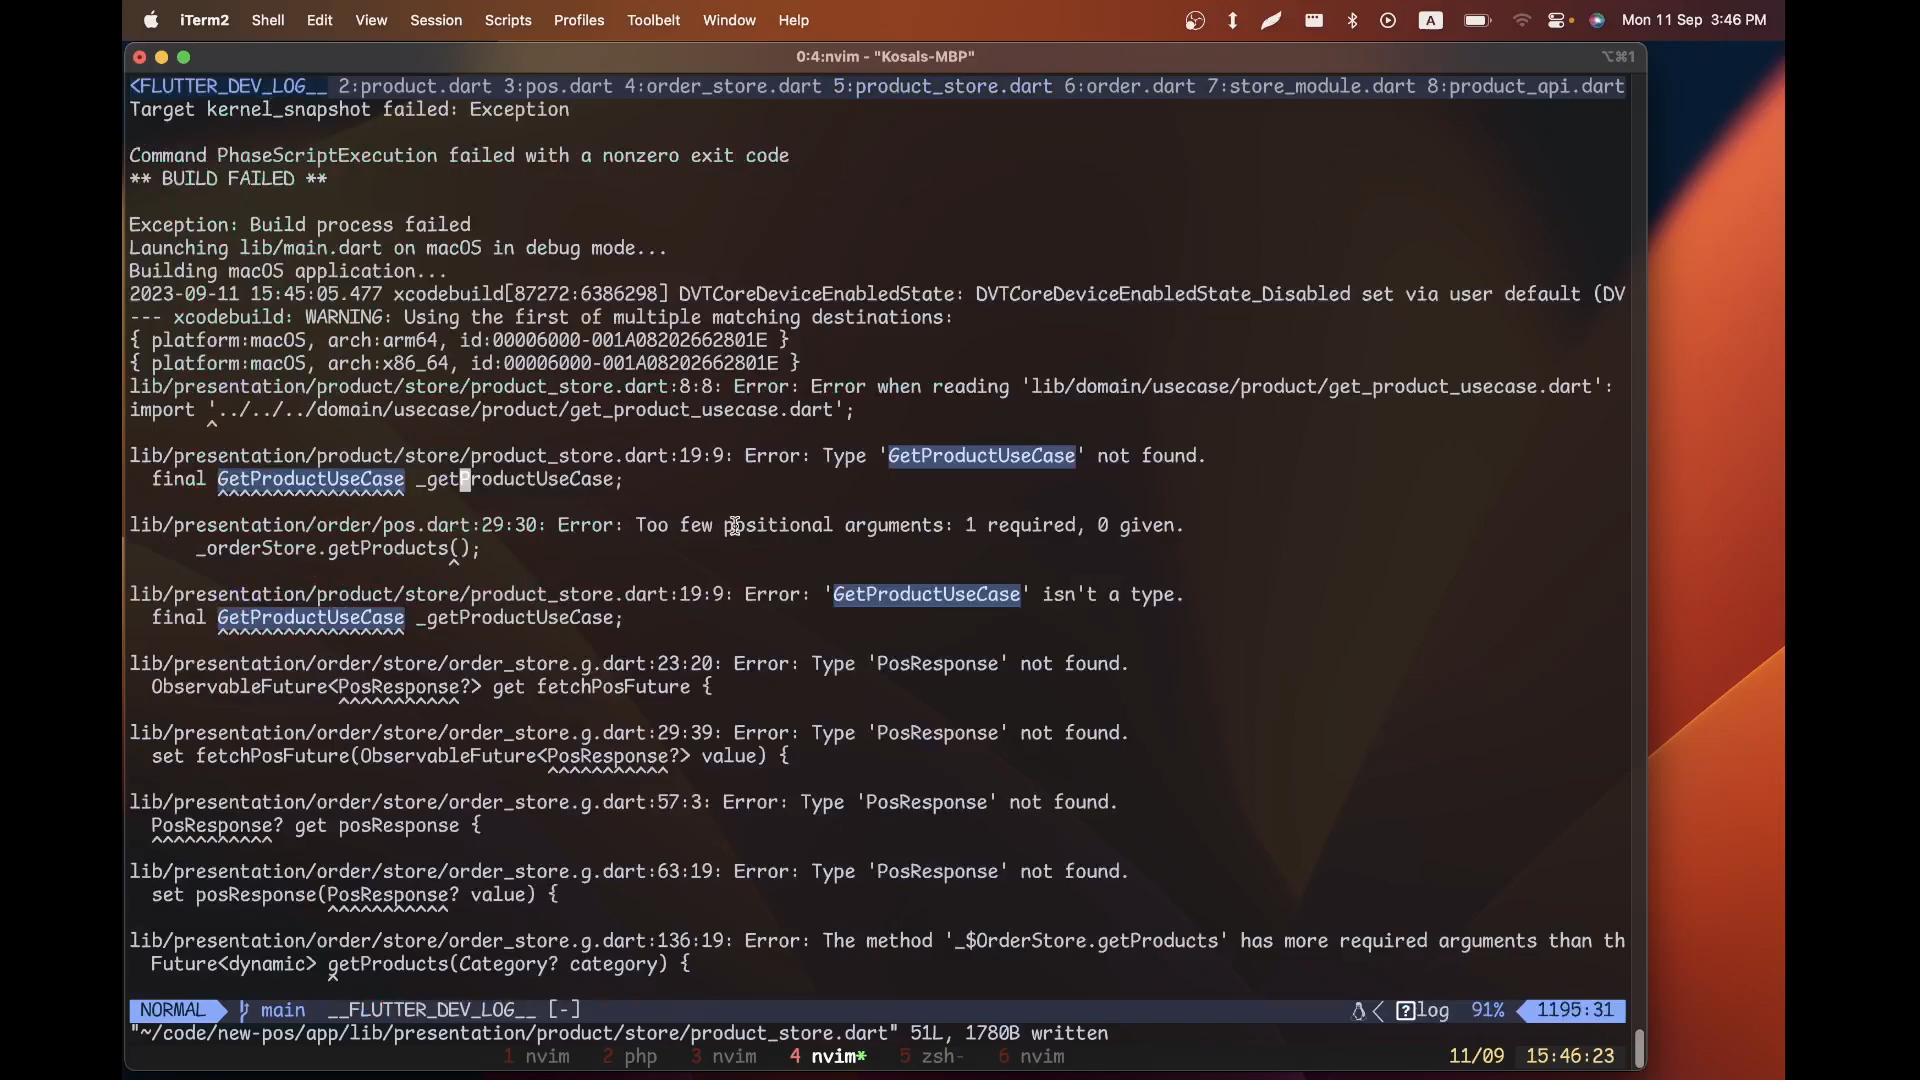 iTerm2 Shell Edit View Session Scripts Profiles Toolbelt Window Help A Mon 11 Sep 3:46 PM
0:4:nvim - "Kosals-MBP" ⌥⌘1
<FLUTTER_DEV_LOG__ 2:product.dart 3:pos.dart 4:order_store.dart 5:product_store.dart 6:order.dart 7:store_module.dart 8:product_api.dart
Target kernel_snapshot failed: Exception
Command PhaseScriptExecution failed with a nonzero exit code
** BUILD FAILED **
Exception: Build process failed
Launching lib/main.dart on macOS in debug mode...
Building macOS application...
2023-09-11 15:45:05.477 xcodebuild[87272:6386298] DVTCoreDeviceEnabledState: DVTCoreDeviceEnabledState_Disabled set via user default (DV
--- xcodebuild: WARNING: Using the first of multiple matching destinations:
{ platform:macOS, arch:arm64, id:00006000-001A08202662801E }
{ platform:macOS, arch:x86_64, id:00006000-001A08202662801E }
lib/presentation/product/store/product_store.dart:8:8: Error: Error when reading 'lib/domain/usecase/product/get_product_usecase.dart':
import '../../../domain/usecase/product/get_product_usecase.dart';
^
lib/presentation/product/store/product_store.dart:19:9: Error: Type 'GetProductUseCase' not found.
final GetProductUseCase _getProductUseCase;
^^^^^^^^^^^^^^^^^
lib/presentation/order/pos.dart:29:30: Error: Too few positional arguments: 1 required, 0 given.
_orderStore.getProducts();
^
lib/presentation/product/store/product_store.dart:19:9: Error: 'GetProductUseCase' isn't a type.
final GetProductUseCase _getProductUseCase;
^^^^^^^^^^^^^^^^^
lib/presentation/order/store/order_store.g.dart:23:20: Error: Type 'PosResponse' not found.
ObservableFuture<PosResponse?> get fetchPosFuture {
^^^^^^^^^^^
lib/presentation/order/store/order_store.g.dart:29:39: Error: Type 'PosResponse' not found.
set fetchPosFuture(ObservableFuture<PosResponse?> value) {
^^^^^^^^^^^
lib/presentation/order/store/order_store.g.dart:57:3: Error: Type 'PosResponse' not found.
PosResponse? get posResponse {
^^^^^^^^^^^
lib/presentation/order/store/order_store.g.dart:63:19: Error: Type 'PosResponse' not found.
set posResponse(PosResponse? value) {
^^^^^^^^^^^
lib/presentation/order/store/order_store.g.dart:136:19: Error: The method '_$OrderStore.getProducts' has more required arguments than th
Future<dynamic> getProducts(Category? category) {
^
NORMAL main __FLUTTER_DEV_LOG__ [-] log 91% 1195:31
"~/code/new-pos/app/lib/presentation/product/store/product_store.dart" 51L, 1780B written
1 nvim 2 php 3 nvim 4 nvim* 5 zsh- 6 nvim 11/09 15:46:23